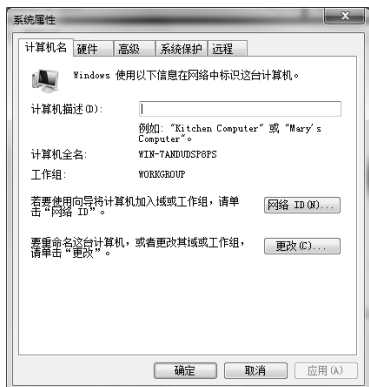 系统属性
计算机名 硬件 高级 系统保护 远程
Windows 使用以下信息在网络中标识这台计算机。
计算机描述(D):
例如: "Kitchen Computer" 或 "Mary's
Computer"。
计算机全名: WIN-7ANDUDSP8PS
工作组: WORKGROUP
若要使用向导将计算机加入域或工作组，请单
击“网络 ID”。
网络 ID(N)...
要重命名这台计算机，或者更改其域或工作组，
请单击“更改”。
更改(C)...
确定 取消 应用(A)